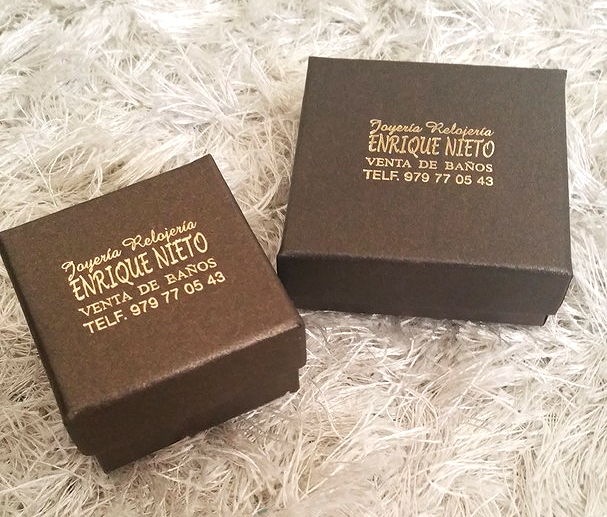 Joyería Relojería
ENRIQUE NIETO
VENTA DE BAÑOS
TELF. 979 77 05 43
Joyería Relojería
ENRIQUE NIETO
VENTA DE BAÑOS
TELF. 979 77 05 43